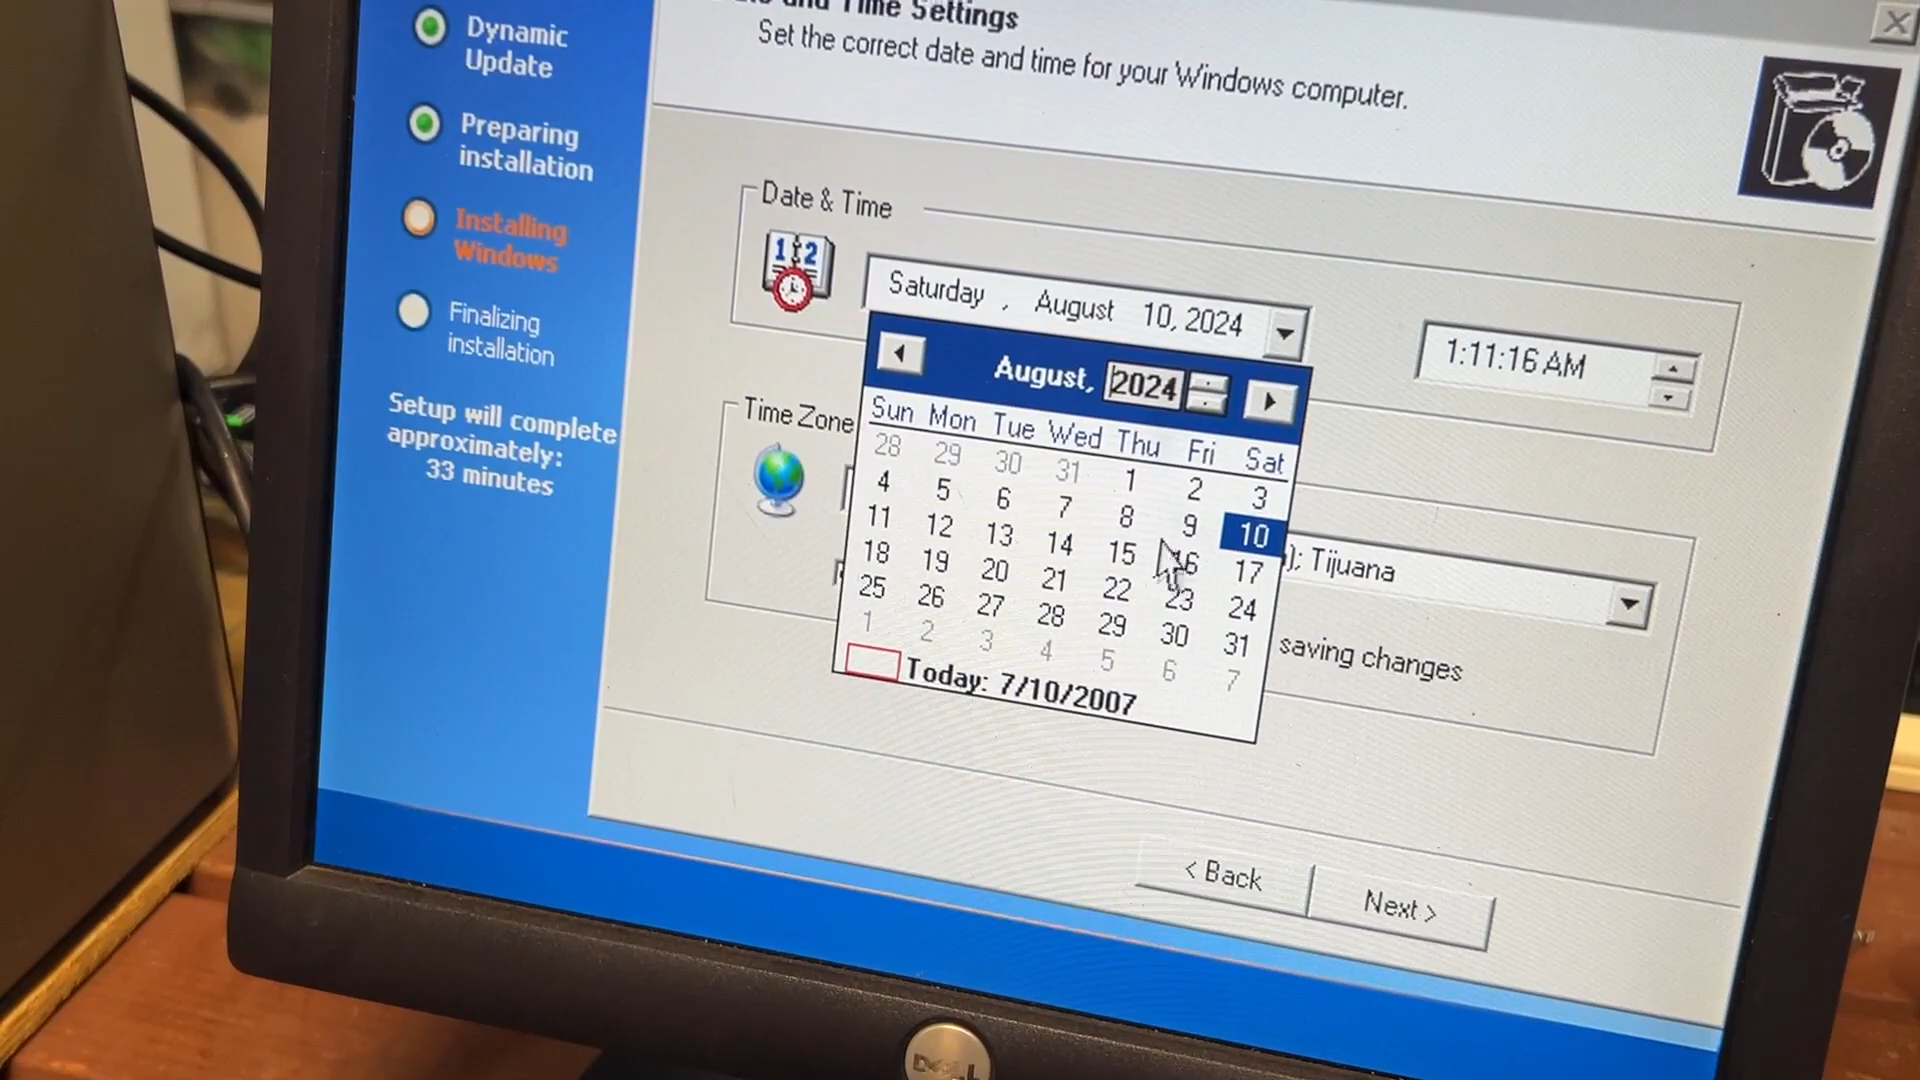 Dynamic
Update
Preparing
installation
Installing
Windows
Finalizing
installation
Setup will complete
approximately:
33 minutes
and Time Settings
Set the correct date and time for your Windows computer.
Date & Time
12
Saturday , August 10, 2024
1:11:16 AM
August, 2024
Sun Mon Tue Wed Thu Fri Sat
28 29 30 31 1 2 3
4 5 6 7 8 9 10
11 12 13 14 15 16 17
18 19 20 21 22 23 24
25 26 27 28 29 30 31
1 2 3 4 5 6 7
Today: 7/10/2007
Time Zone
); Tijuana
saving changes
< Back
Next >
DELL